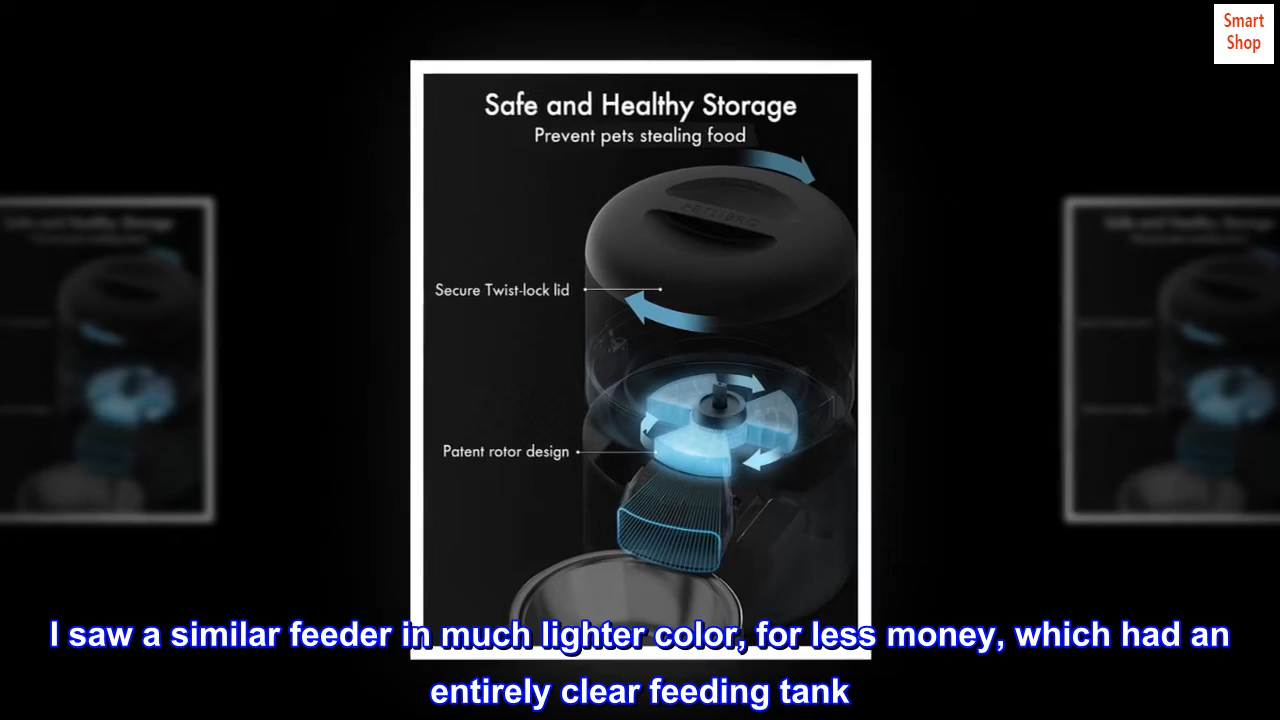 Smart
Shop
Safe and Healthy Storage
Prevent pets stealing food
PETLIBRO
Secure Twist-lock lid
Patent rotor design
I saw a similar feeder in much lighter color, for less money, which had an
entirely clear feeding tank